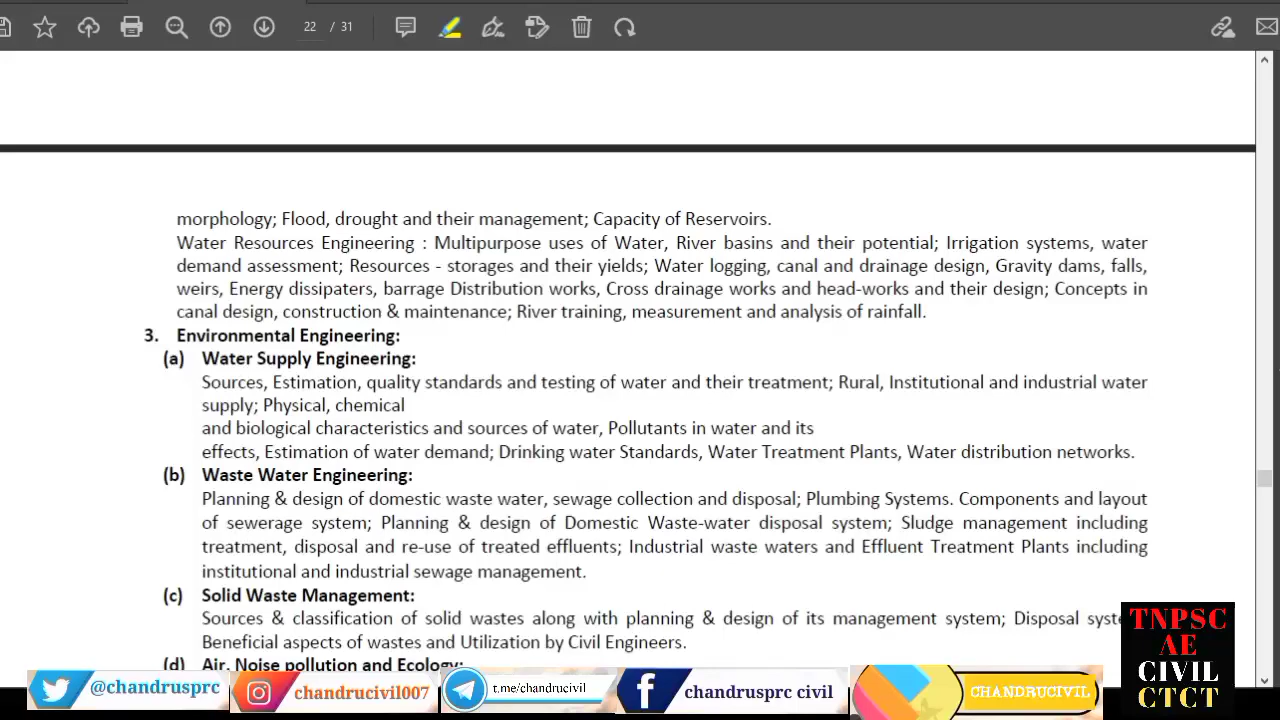 22 / 31
morphology; Flood, drought and their management; Capacity of Reservoirs.
Water Resources Engineering : Multipurpose uses of Water, River basins and their potential; Irrigation systems, water
demand assessment; Resources - storages and their yields; Water logging, canal and drainage design, Gravity dams, falls,
weirs, Energy dissipaters, barrage Distribution works, Cross drainage works and head-works and their design; Concepts in
canal design, construction & maintenance; River training, measurement and analysis of rainfall.
3. Environmental Engineering:
(a) Water Supply Engineering:
Sources, Estimation, quality standards and testing of water and their treatment; Rural, Institutional and industrial water
supply; Physical, chemical
and biological characteristics and sources of water, Pollutants in water and its
effects, Estimation of water demand; Drinking water Standards, Water Treatment Plants, Water distribution networks.
(b) Waste Water Engineering:
Planning & design of domestic waste water, sewage collection and disposal; Plumbing Systems. Components and layout
of sewerage system; Planning & design of Domestic Waste-water disposal system; Sludge management including
treatment, disposal and re-use of treated effluents; Industrial waste waters and Effluent Treatment Plants including
institutional and industrial sewage management.
(c) Solid Waste Management:
Sources & classification of solid wastes along with planning & design of its management system; Disposal syste
Beneficial aspects of wastes and Utilization by Civil Engineers.
(d) Air, Noise pollution and Ecology:
TNPSC
AE
CIVIL
CTCT
@chandrusprc
chandrucivil007
t.me/chandrucivil
chandrusprc civil
CHANDRUCIVIL